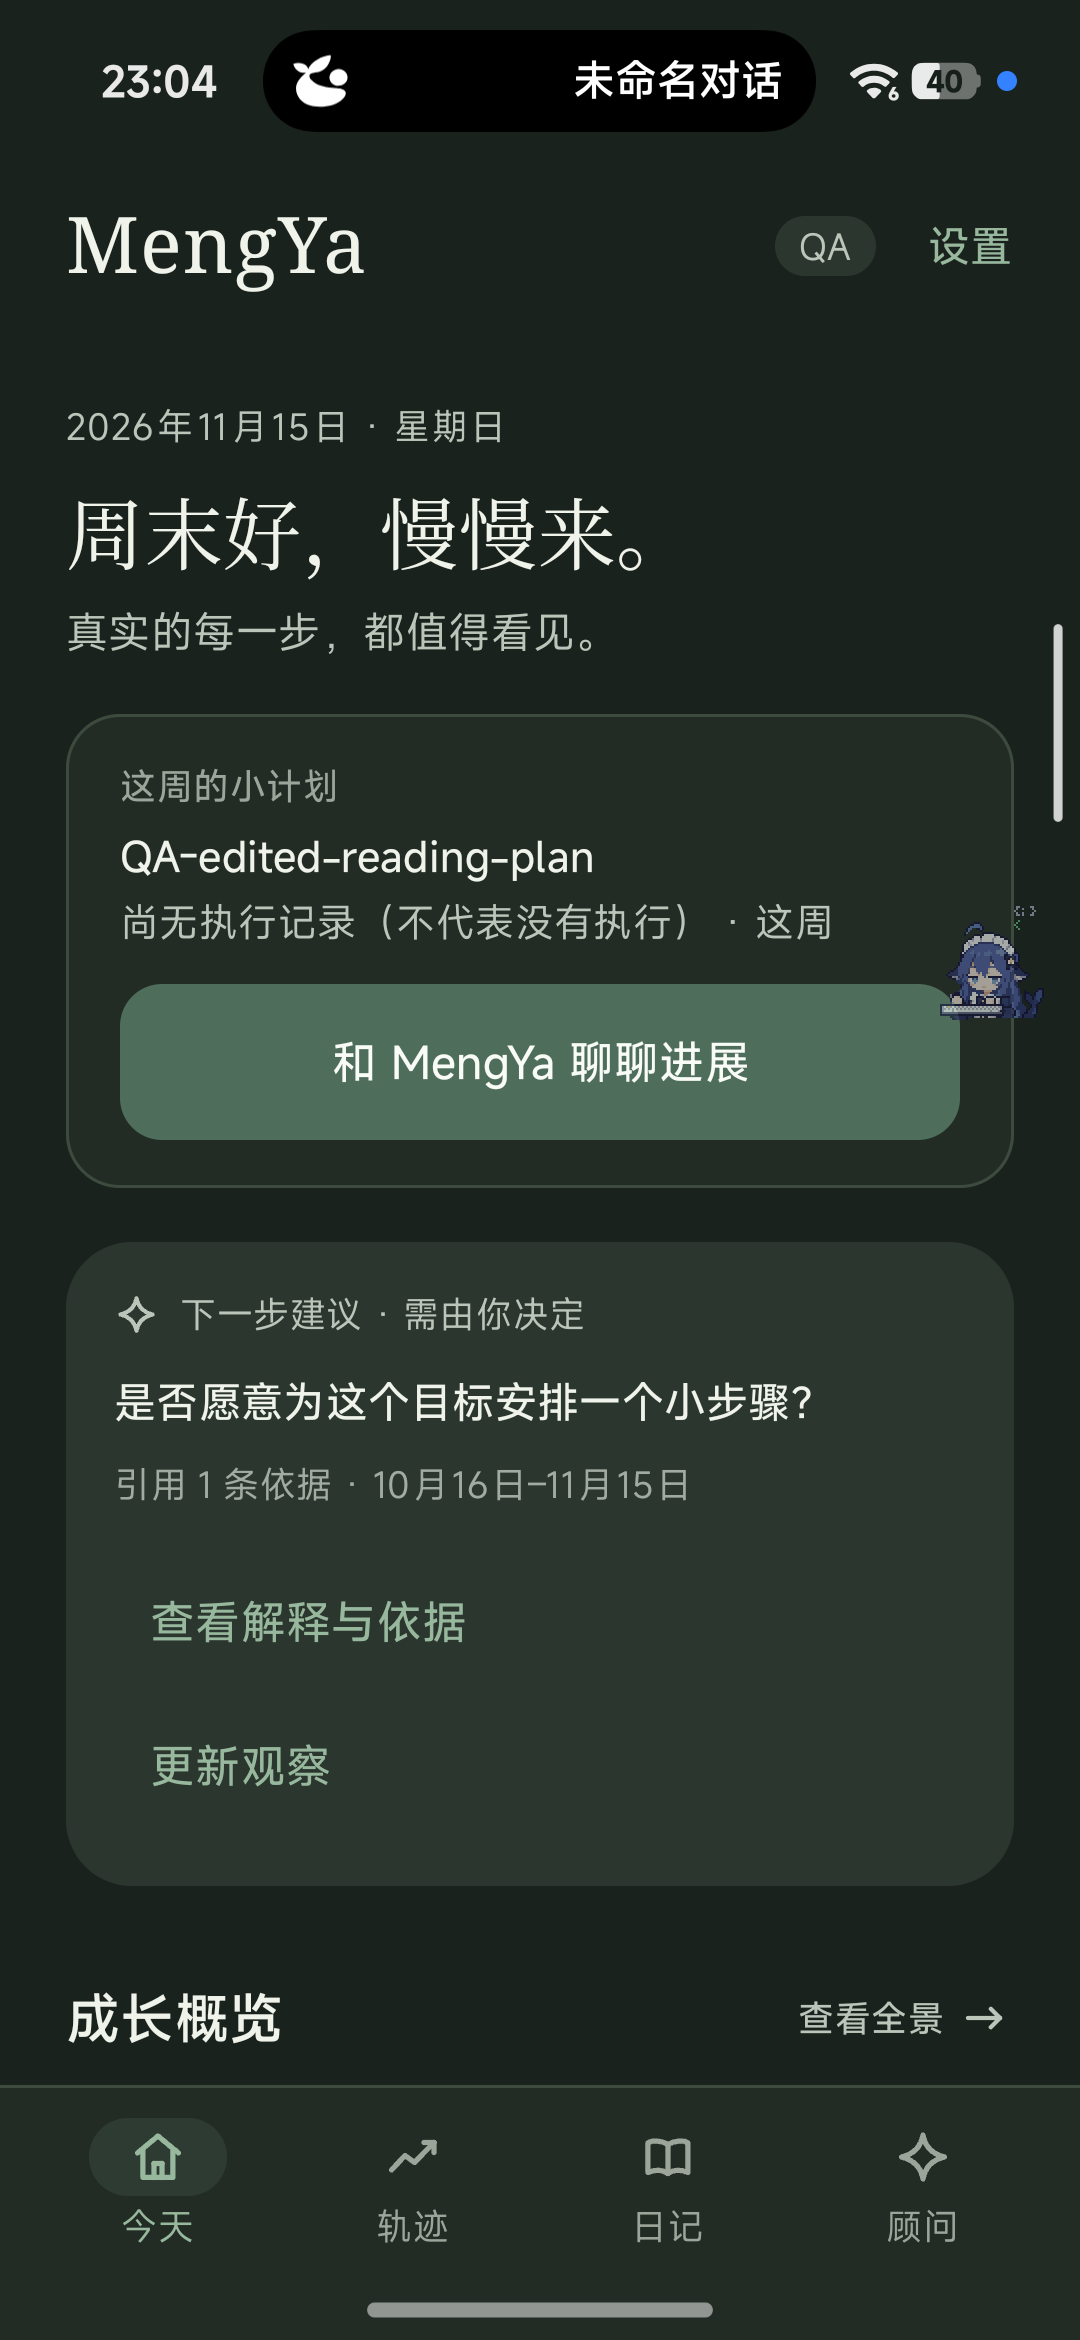 23:04
未命名对话
6
40
MengYa
QA
设置
2026年11月15日 · 星期日
周末好，慢慢来。
真实的每一步，都值得看见。
这周的小计划
QA-edited-reading-plan
尚无执行记录（不代表没有执行） · 这周
和 MengYa 聊聊进展
下一步建议 · 需由你决定
是否愿意为这个目标安排一个小步骤？
引用 1 条依据 · 10月16日–11月15日
查看解释与依据
更新观察
成长概览
查看全景 →
今天
轨迹
日记
顾问